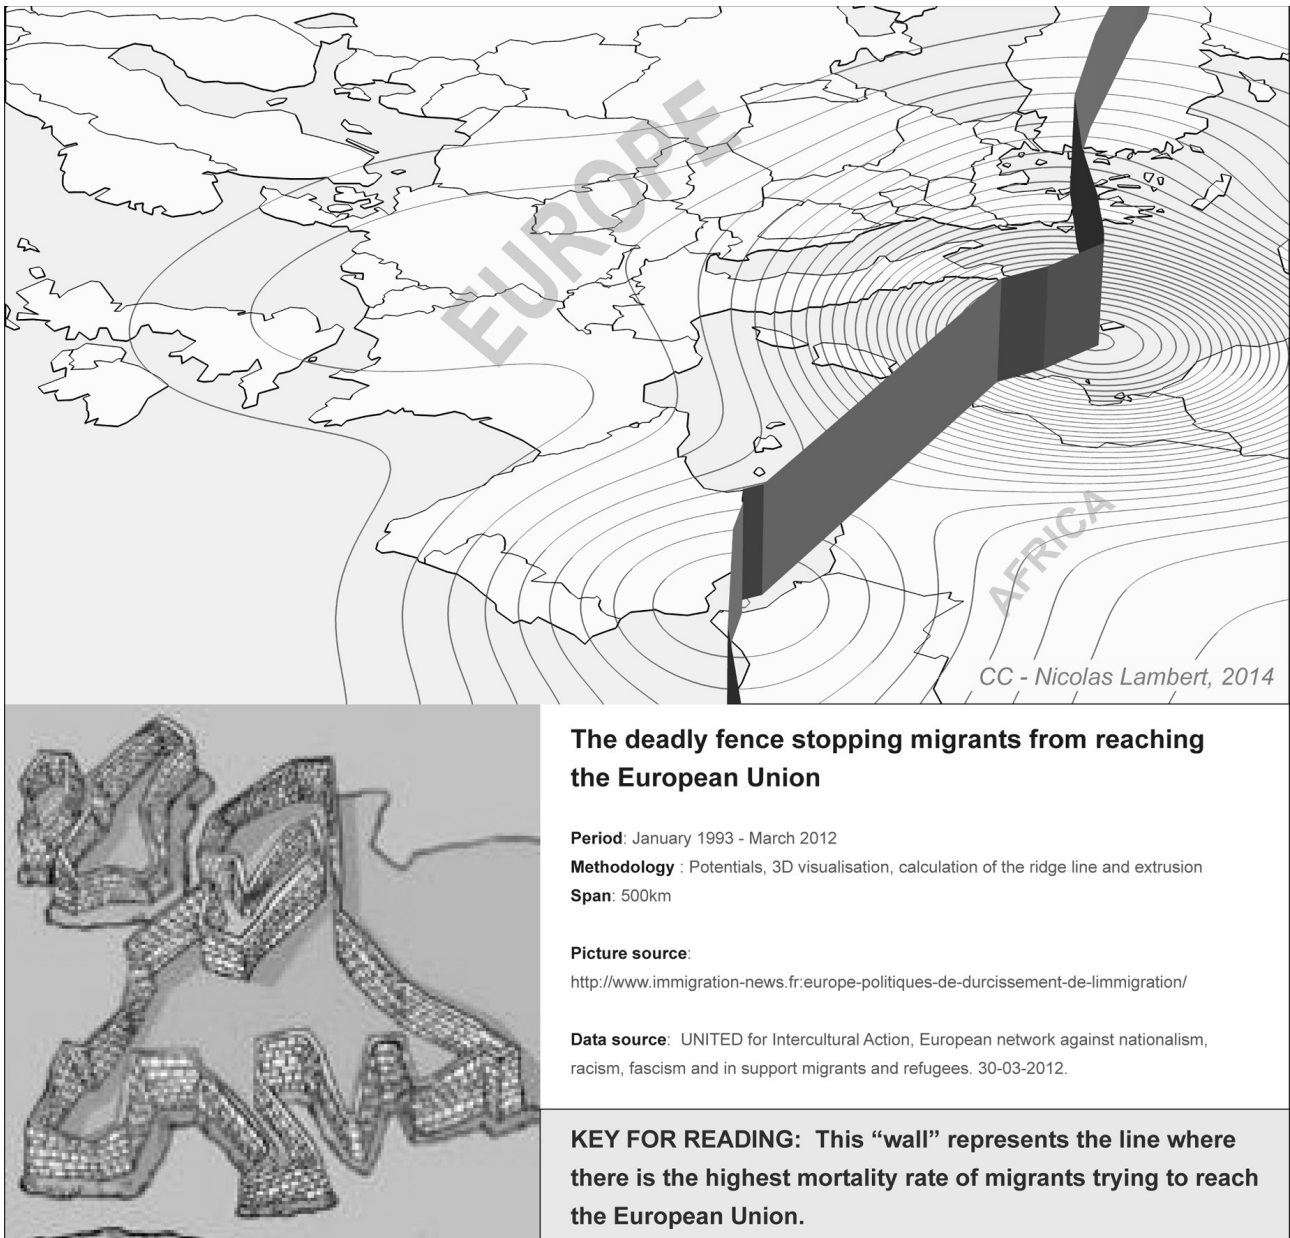 EUROPE
AFRICA
CC - Nicolas Lambert, 2014
The deadly fence stopping migrants from reaching
the European Union
Period: January 1993 - March 2012
Methodology : Potentials, 3D visualisation, calculation of the ridge line and extrusion
Span: 500km
Picture source:
http://www.immigration-news.fr:europe-politiques-de-durcissement-de-limmigration/
Data source:  UNITED for Intercultural Action, European network against nationalism,
racism, fascism and in support migrants and refugees. 30-03-2012.
KEY FOR READING:  This “wall” represents the line where
there is the highest mortality rate of migrants trying to reach
the European Union.